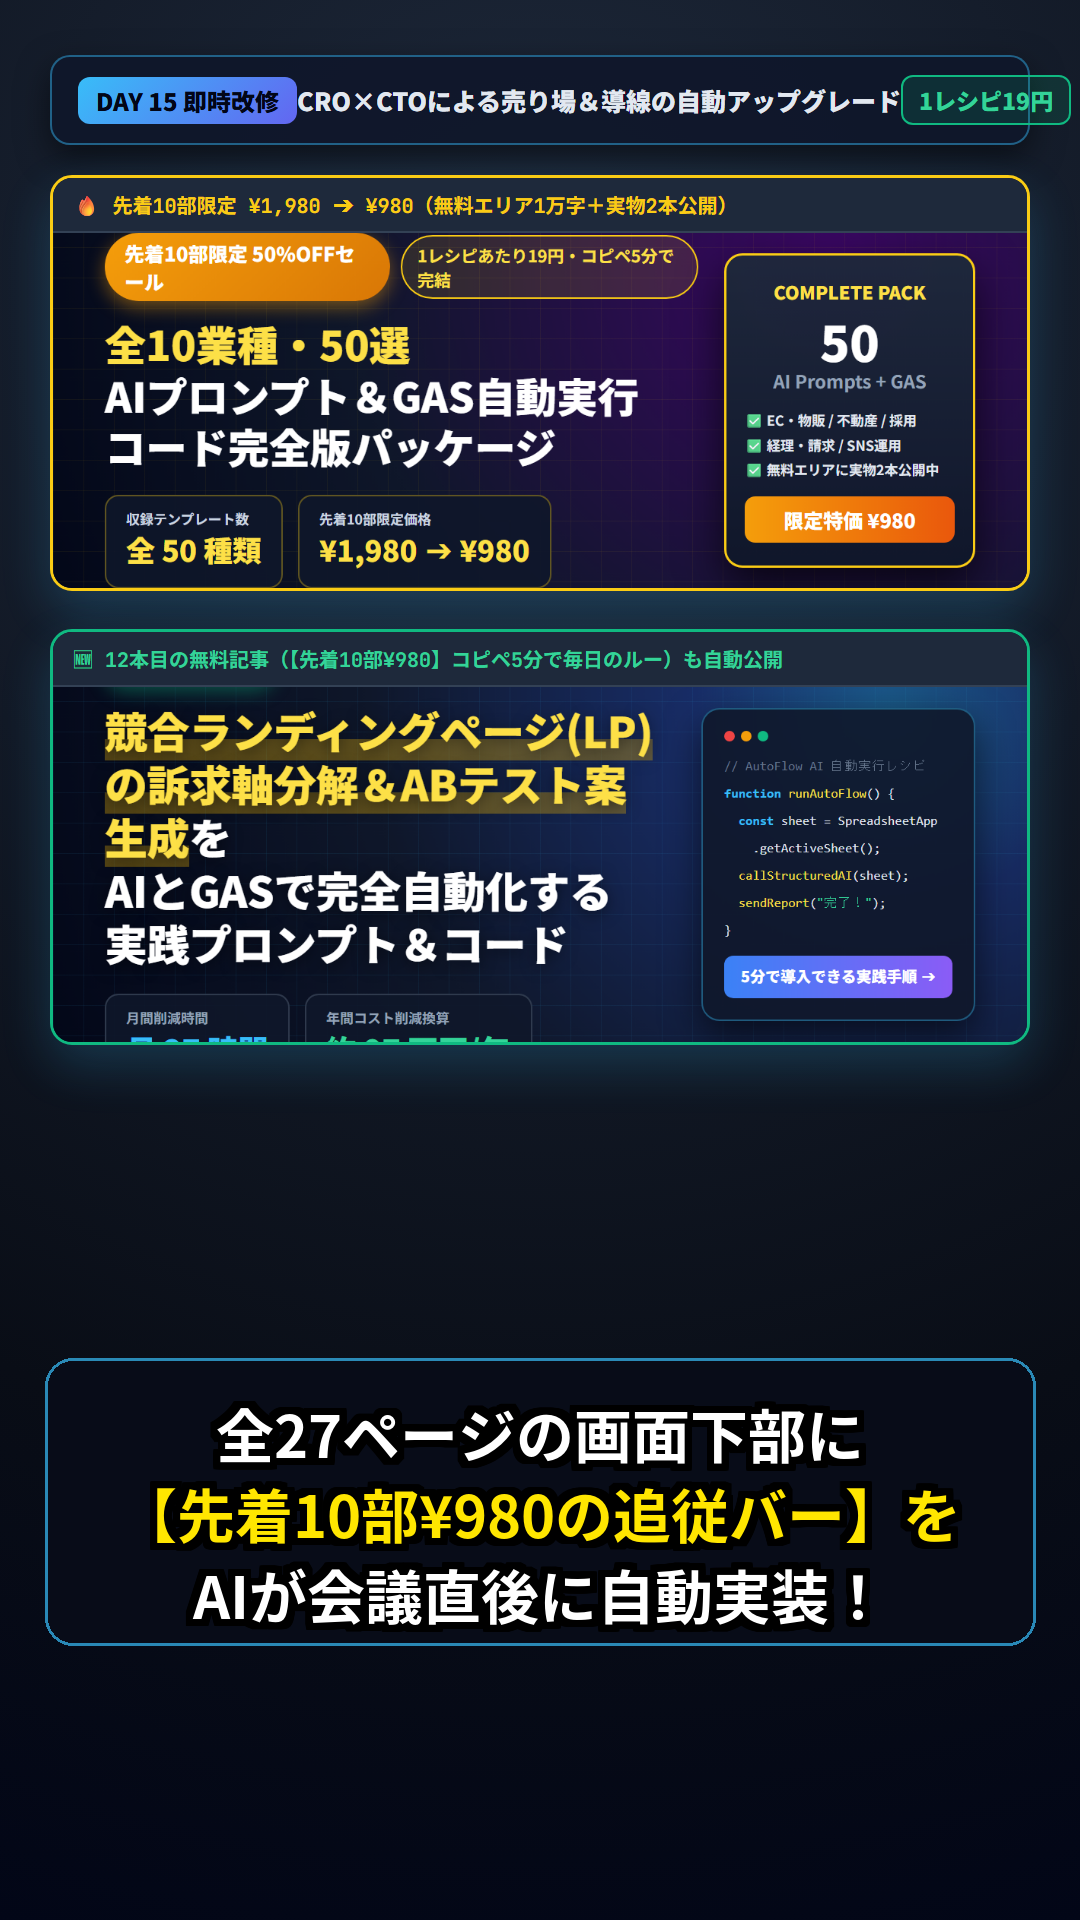 DAY 15 即時改修 CRO×CTOによる売り場＆導線の自動アップグレード 1レシピ19円
🔥 先着10部限定 ¥1,980 ➔ ¥980（無料エリア1万字＋実物2本公開）
先着10部限定 50%OFFセ
ール
1レシピあたり19円・コピペ5分で
完結
全10業種・50選
AIプロンプト＆GAS自動実行
コード完全版パッケージ
収録テンプレート数
全 50 種類
先着10部限定価格
¥1,980 → ¥980
COMPLETE PACK
50
AI Prompts + GAS
✅ EC・物販 / 不動産 / 採用
✅ 経理・請求 / SNS運用
✅ 無料エリアに実物2本公開中
限定特価 ¥980
🆕 12本目の無料記事（【先着10部¥980】コピペ5分で毎日のルー）も自動公開
競合ランディングページ(LP)
の訴求軸分解＆ABテスト案
生成を
AIとGASで完全自動化する
実践プロンプト＆コード
月間削減時間
年間コスト削減換算
// AutoFlow AI 自動実行レシピ
function runAutoFlow() {
const sheet = SpreadsheetApp
.getActiveSheet();
callStructuredAI(sheet);
sendReport("完了！");
}
5分で導入できる実践手順 →
全27ページの画面下部に
【先着10部¥980の追従バー】を
AIが会議直後に自動実装！